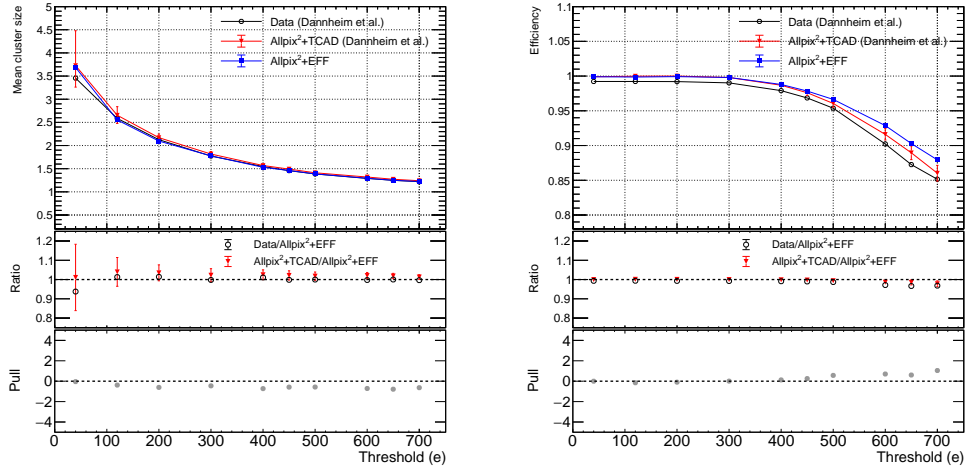 Mean cluster size
5
4.5
4
3.5
3
2.5
2
1.5
1
0.5
Data (Dannheim et al.)
Allpix²+TCAD (Dannheim et al.)
Allpix²+EFF
Ratio
1.2
1.1
1
0.9
0.8
Data/Allpix²+EFF
Allpix²+TCAD/Allpix²+EFF
Pull
4
2
0
−2
−4
0 100 200 300 400 500 600 700
Threshold (e)
Efficiency
1.1
1.05
1
0.95
0.9
0.85
0.8
Data (Dannheim et al.)
Allpix²+TCAD (Dannheim et al.)
Allpix²+EFF
Ratio
1.2
1.1
1
0.9
0.8
Data/Allpix²+EFF
Allpix²+TCAD/Allpix²+EFF
Pull
4
2
0
−2
−4
0 100 200 300 400 500 600 700
Threshold (e)